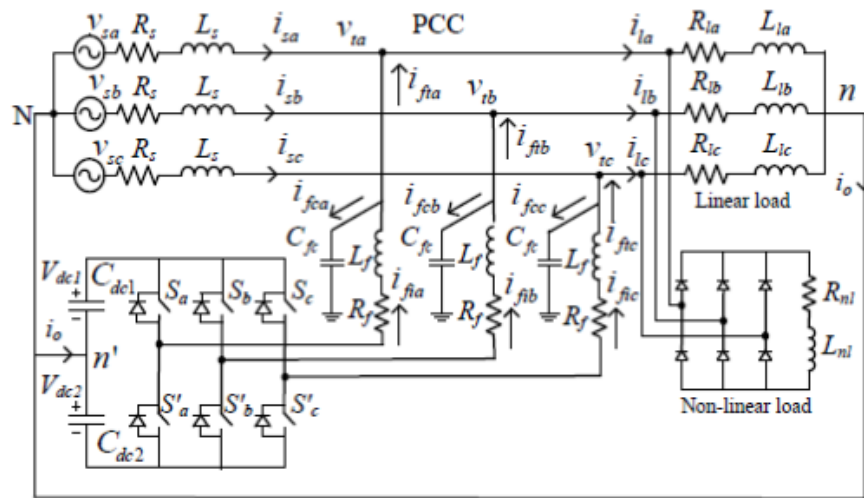 v_sa R_s L_s i_sa v_ta PCC i_la R_la L_la
i_fta
N v_sb R_s L_s i_sb v_tb i_lb R_lb L_lb n
i_ftb
v_sc R_s L_s i_sc v_tc i_lc R_lc L_lc
Linear load
i_o
i_fca i_fcb i_fcc
C_fc L_f C_fc L_f C_fc L_f i_ftc
V_dc1 + − C_dc1 S_a S_b S_c R_f i_fia R_f i_fib R_f i_fic R_nl
i_o n'
L_nl
V_dc2 + − C_dc2 S'_a S'_b S'_c
Non-linear load